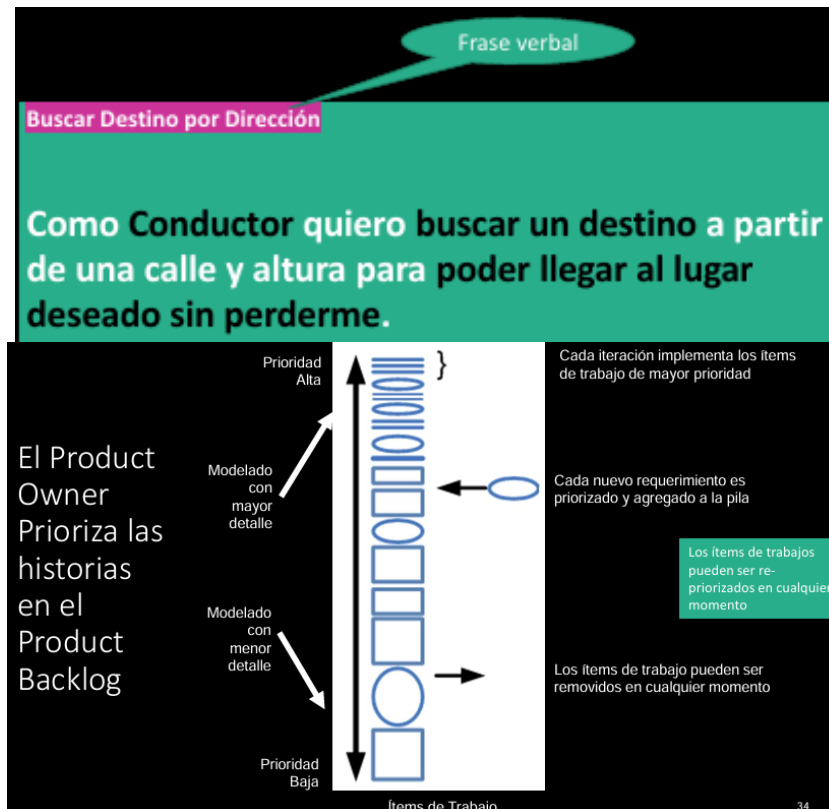 Frase verbal
Buscar Destino por Dirección
Como Conductor quiero buscar un destino a partir
de una calle y altura para poder llegar al lugar
deseado sin perderme.
El Product
Owner
Prioriza las
historias
en el
Product
Backlog
Prioridad
Alta
Modelado
con
mayor
detalle
Modelado
con
menor
detalle
Prioridad
Baja
}
Cada iteración implementa los ítems
de trabajo de mayor prioridad
Cada nuevo requerimiento es
priorizado y agregado a la pila
Los ítems de trabajos
pueden ser re-
priorizados en cualquier
momento
Los ítems de trabajo pueden ser
removidos en cualquier momento
Ítems de Trabajo
34